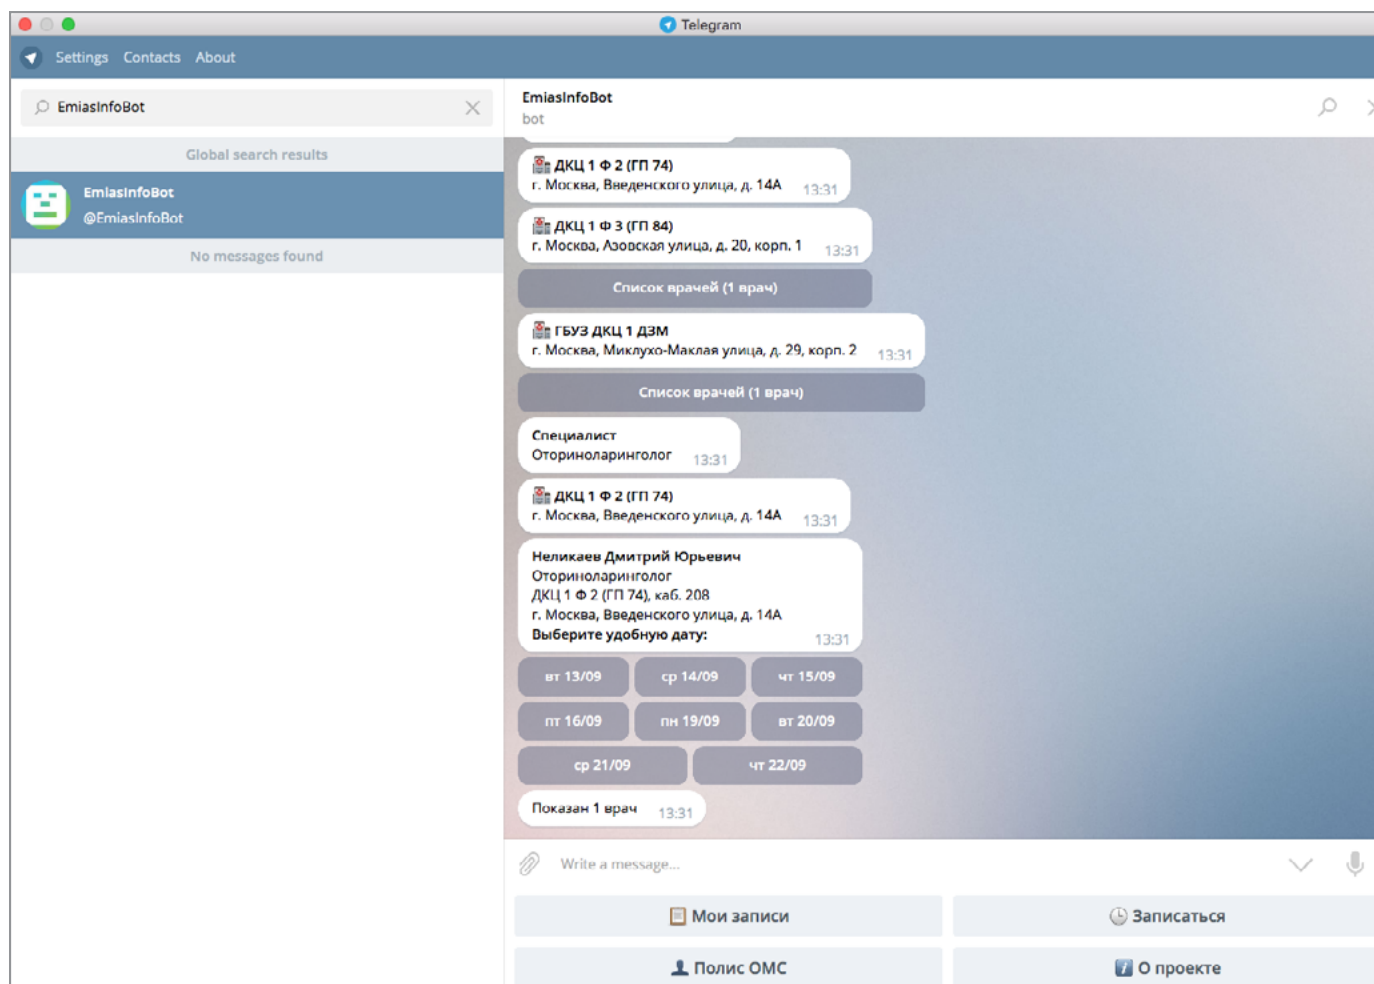 Telegram
Settings Contacts About
EmiasInfoBot
Global search results
EmiasInfoBot
@EmiasInfoBot
No messages found
EmiasInfoBot
bot
ДКЦ 1 Ф 2 (ГП 74)
г. Москва, Введенского улица, д. 14А 13:31
ДКЦ 1 Ф 3 (ГП 84)
г. Москва, Азовская улица, д. 20, корп. 1 13:31
Список врачей (1 врач)
ГБУЗ ДКЦ 1 ДЗМ
г. Москва, Миклухо-Маклая улица, д. 29, корп. 2 13:31
Список врачей (1 врач)
Специалист
Оториноларинголог 13:31
ДКЦ 1 Ф 2 (ГП 74)
г. Москва, Введенского улица, д. 14А 13:31
Неликаев Дмитрий Юрьевич
Оториноларинголог
ДКЦ 1 Ф 2 (ГП 74), каб. 208
г. Москва, Введенского улица, д. 14А
Выберите удобную дату: 13:31
вт 13/09 ср 14/09 чт 15/09
пт 16/09 пн 19/09 вт 20/09
ср 21/09 чт 22/09
Показан 1 врач 13:31
Write a message...
Мои записи Записаться
Полис ОМС О проекте